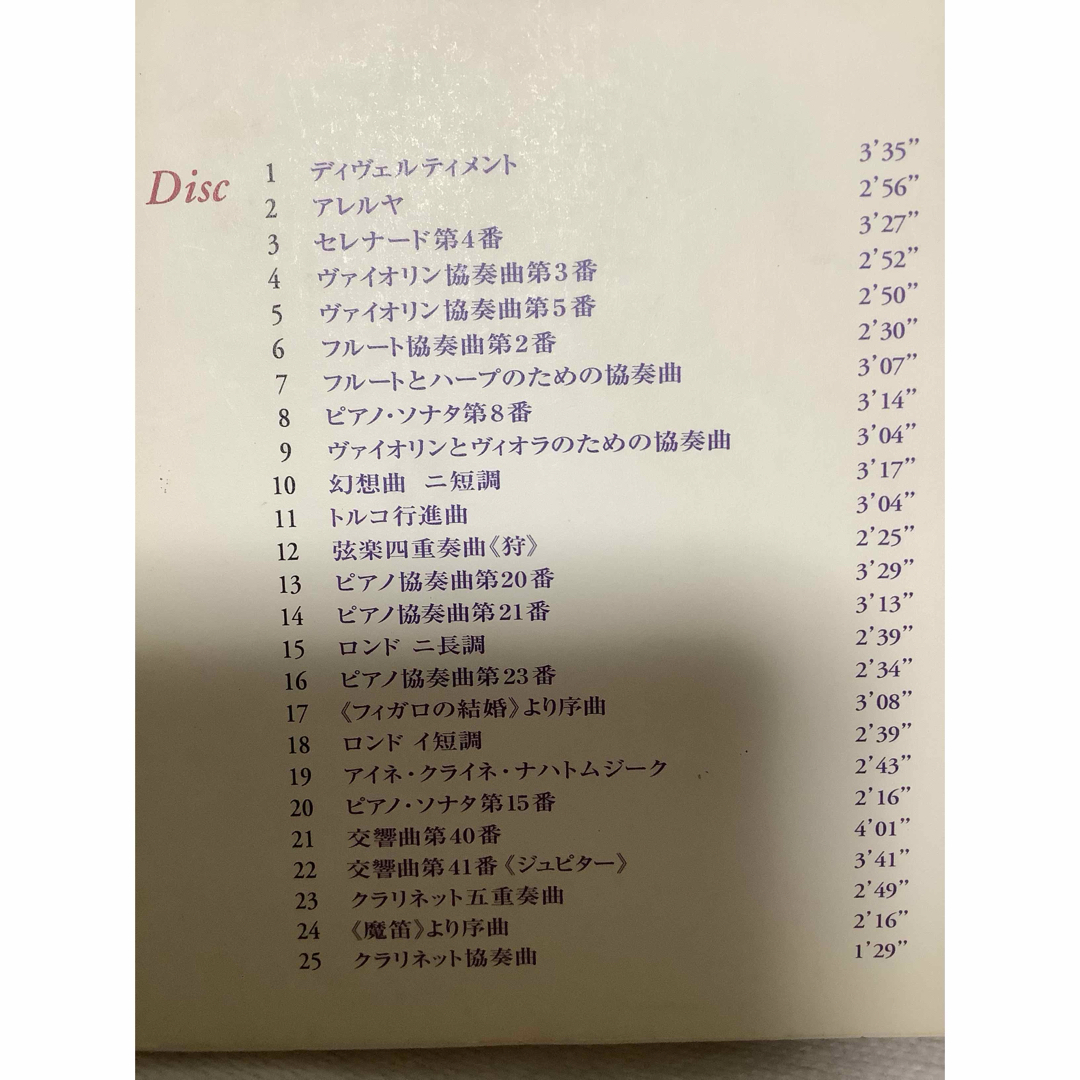 Disc
1 ディヴェルティメント 3’35”
2 アレルヤ 2’56”
3 セレナード第4番 3’27”
4 ヴァイオリン協奏曲第3番 2’52”
5 ヴァイオリン協奏曲第5番 2’50”
6 フルート協奏曲第2番 2’30”
7 フルートとハープのための協奏曲 3’07”
8 ピアノ・ソナタ第8番 3’14”
9 ヴァイオリンとヴィオラのための協奏曲 3’04”
10 幻想曲 ニ短調 3’17”
11 トルコ行進曲 3’04”
12 弦楽四重奏曲《狩》 2’25”
13 ピアノ協奏曲第20番 3’29”
14 ピアノ協奏曲第21番 3’13”
15 ロンド ニ長調 2’39”
16 ピアノ協奏曲第23番 2’34”
17 《フィガロの結婚》より序曲 3’08”
18 ロンド イ短調 2’39”
19 アイネ・クライネ・ナハトムジーク 2’43”
20 ピアノ・ソナタ第15番 2’16”
21 交響曲第40番 4’01”
22 交響曲第41番《ジュピター》 3’41”
23 クラリネット五重奏曲 2’49”
24 《魔笛》より序曲 2’16”
25 クラリネット協奏曲 1’29”